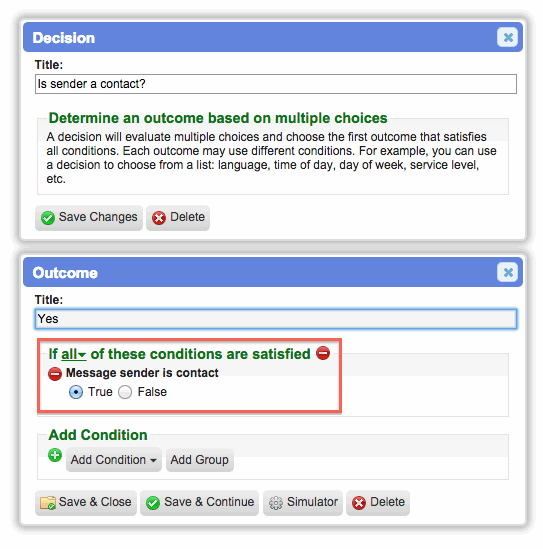 Decision
Title:
Is sender a contact?
Determine an outcome based on multiple choices
A decision will evaluate multiple choices and choose the first outcome that satisfies
all conditions. Each outcome may use different conditions. For example, you can use
a decision to choose from a list: language, time of day, day of week, service level,
etc.
Save Changes Delete
Outcome
Title:
Yes
If all of these conditions are satisfied
Message sender is contact
True False
Add Condition
Add Condition Add Group
Save & Close Save & Continue Simulator Delete